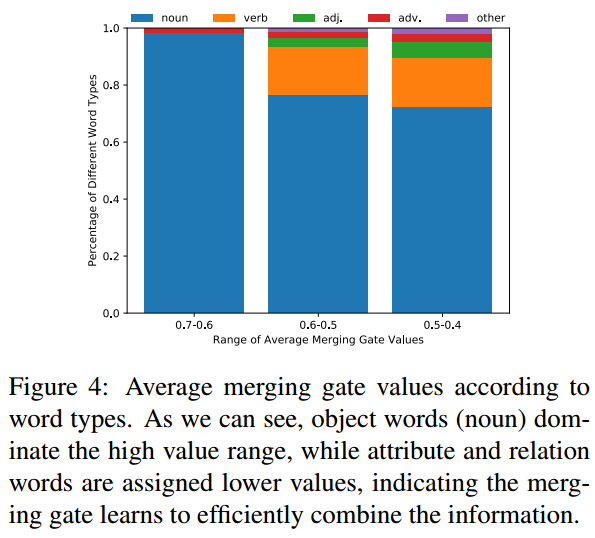 noun verb adj. adv. other
Percentage of Different Word Types
1.0
0.8
0.6
0.4
0.2
0.0
0.7-0.6 0.6-0.5 0.5-0.4
Range of Average Merging Gate Values
Figure 4: Average merging gate values according to
word types. As we can see, object words (noun) dom-
inate the high value range, while attribute and relation
words are assigned lower values, indicating the merg-
ing gate learns to efficiently combine the information.